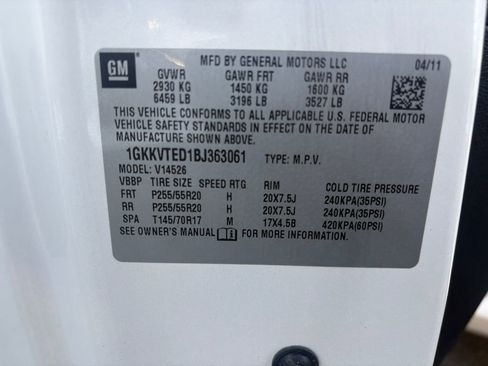 GM
MFD BY GENERAL MOTORS LLC 04/11
GVWR GAWR FRT GAWR RR
2930 KG 1450 KG 1600 KG
6459 LB 3196 LB 3527 LB
THIS VEHICLE CONFORMS TO ALL APPLICABLE U.S. FEDERAL MOTOR
VEHICLE SAFETY STANDARDS IN EFFECT ON THE DATE OF
MANUFACTURE SHOWN ABOVE.
1GKKVTED1BJ363061 TYPE: M.P.V.
MODEL: V14526
VBBP TIRE SIZE SPEED RTG RIM COLD TIRE PRESSURE
FRT P255/55R20 H 20X7.5J 240KPA(35PSI)
RR P255/55R20 H 20X7.5J 240KPA(35PSI)
SPA T145/70R17 M 17X4.5B 420KPA(60PSI)
SEE OWNER'S MANUAL FOR MORE INFORMATION.